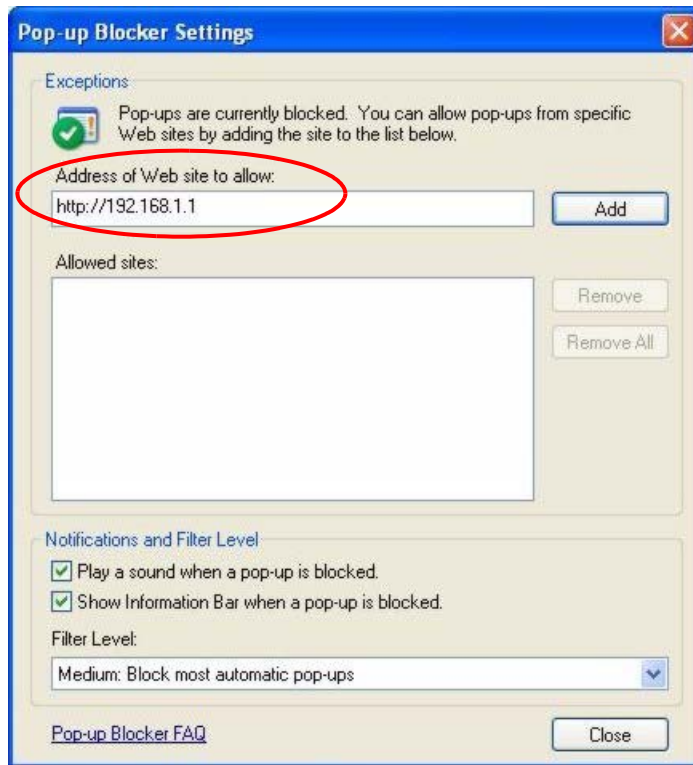 Pop-up Blocker Settings
Exceptions
Pop-ups are currently blocked. You can allow pop-ups from specific
Web sites by adding the site to the list below.
Address of Web site to allow:
http://192.168.1.1
Add
Allowed sites:
Remove
Remove All
Notifications and Filter Level
Play a sound when a pop-up is blocked.
Show Information Bar when a pop-up is blocked.
Filter Level:
Medium: Block most automatic pop-ups
Pop-up Blocker FAQ
Close